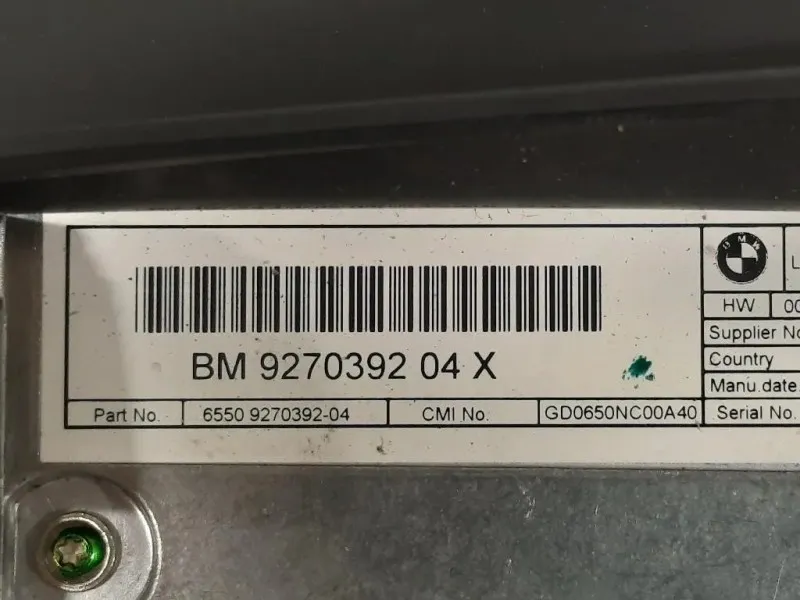 BMW
BM 9270392 04 X
HW
Supplier No
Country
Manu.date
Part No. 6550 9270392-04 CMI No. GD0650NC00A40 Serial No.